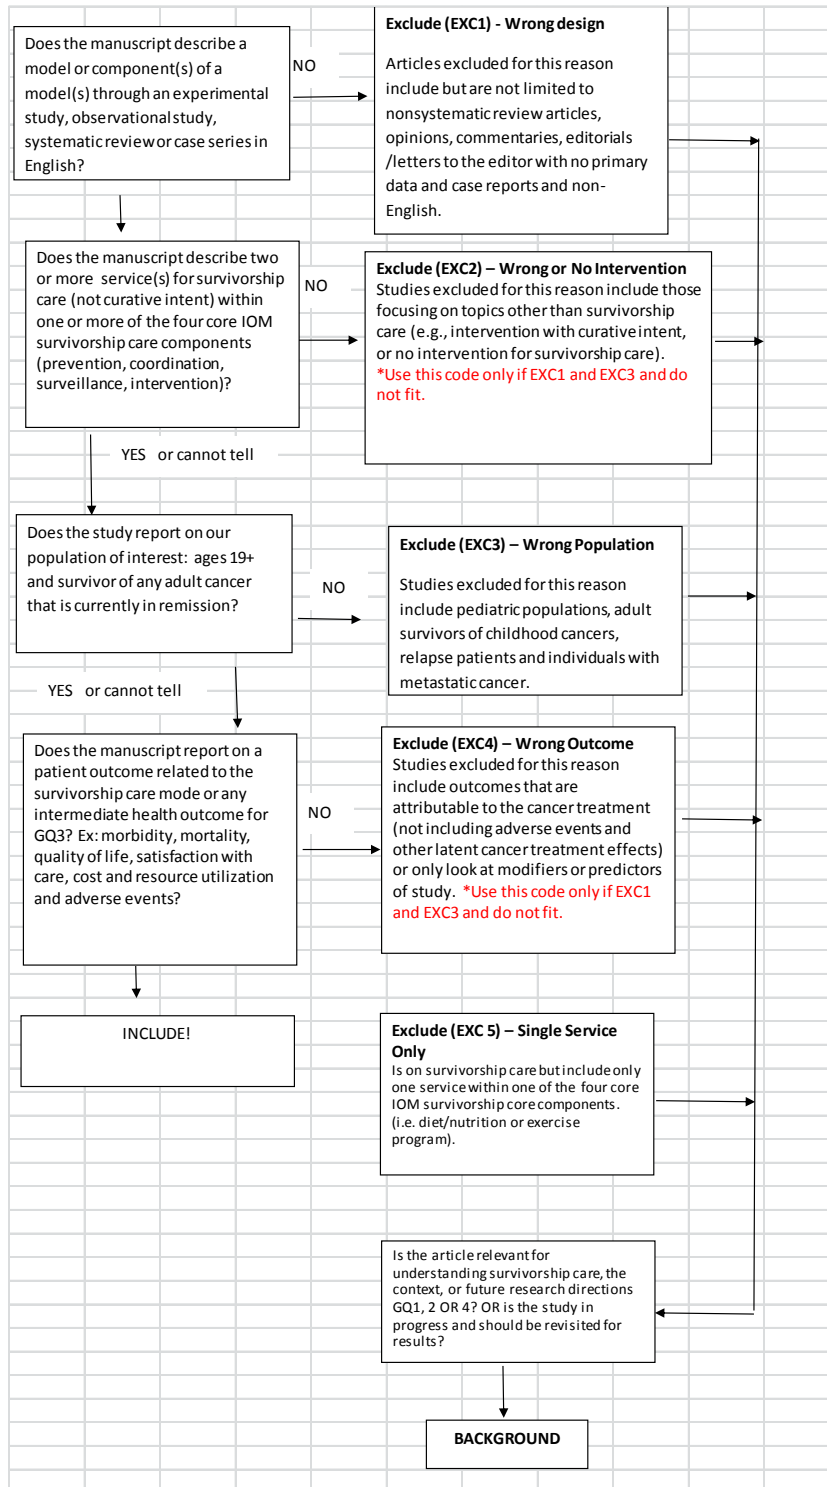 Does the manuscript describe a
model or component(s) of a
model(s) through an experimental
study, observational study,
systematic review or case series in
English?
NO
Exclude (EXC1) - Wrong design
Articles excluded for this reason
include but are not limited to
nonsystematic review articles,
opinions, commentaries, editorials
/letters to the editor with no primary
data and case reports and non-
English.
Does the manuscript describe two
or more service(s) for survivorship
care (not curative intent) within
one or more of the four core IOM
survivorship care components
(prevention, coordination,
surveillance, intervention)?
NO
Exclude (EXC2) – Wrong or No Intervention
Studies excluded for this reason include those
focusing on topics other than survivorship
care (e.g., intervention with curative intent,
or no intervention for survivorship care).
*Use this code only if EXC1 and EXC3 and do
not fit.
YES or cannot tell
Does the study report on our
population of interest: ages 19+
and survivor of any adult cancer
that is currently in remission?
NO
Exclude (EXC3) – Wrong Population
Studies excluded for this reason
include pediatric populations, adult
survivors of childhood cancers,
relapse patients and individuals with
metastatic cancer.
YES or cannot tell
Does the manuscript report on a
patient outcome related to the
survivorship care mode or any
intermediate health outcome for
GQ3? Ex: morbidity, mortality,
quality of life, satisfaction with
care, cost and resource utilization
and adverse events?
NO
Exclude (EXC4) – Wrong Outcome
Studies excluded for this reason
include outcomes that are
attributable to the cancer treatment
(not including adverse events and
other latent cancer treatment effects)
or only look at modifiers or predictors
of study. *Use this code only if EXC1
and EXC3 and do not fit.
INCLUDE!
Exclude (EXC 5) – Single Service
Only
Is on survivorship care but include only
one service within one of the four core
IOM survivorship core components.
(i.e. diet/nutrition or exercise
program).
Is the article relevant for
understanding survivorship care, the
context, or future research directions
GQ1, 2 OR 4? OR is the study in
progress and should be revisited for
results?
BACKGROUND